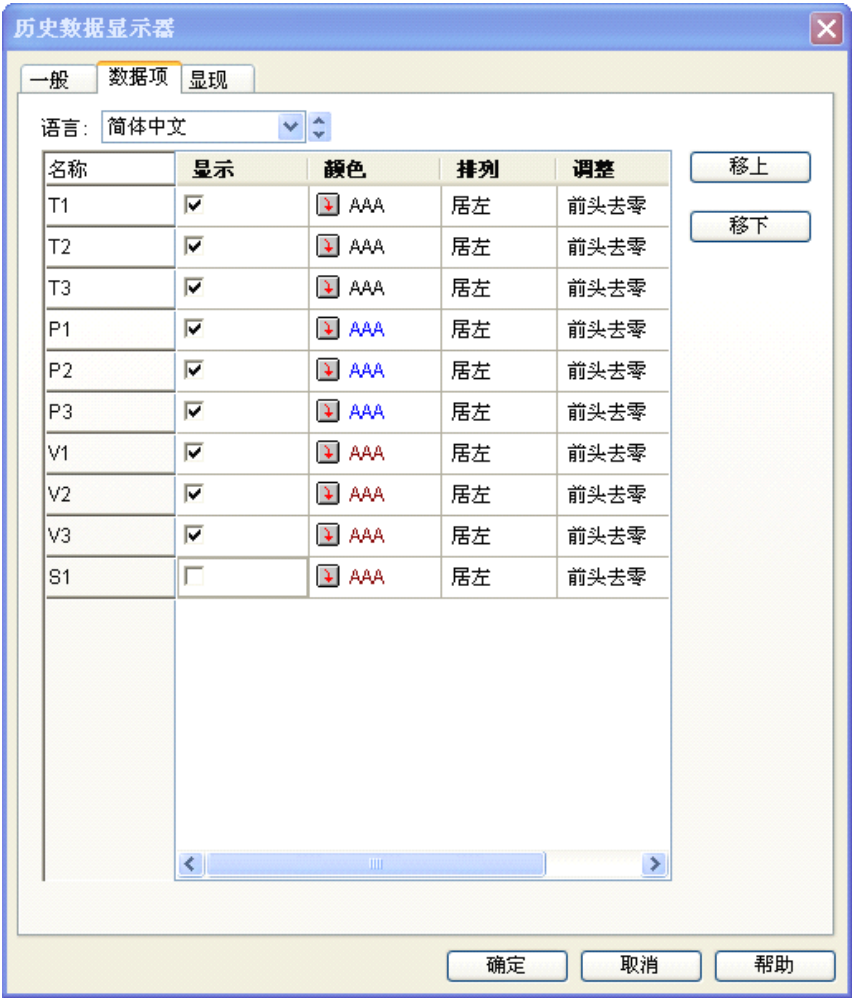 历史数据显示器
一般 数据项 显现
语言: 简体中文
名称 显示 颜色 排列 调整 移上
T1 AAA 居左 前头去零 移下
T2 AAA 居左 前头去零
T3 AAA 居左 前头去零
P1 AAA 居左 前头去零
P2 AAA 居左 前头去零
P3 AAA 居左 前头去零
V1 AAA 居左 前头去零
V2 AAA 居左 前头去零
V3 AAA 居左 前头去零
S1 AAA 居左 前头去零
确定 取消 帮助